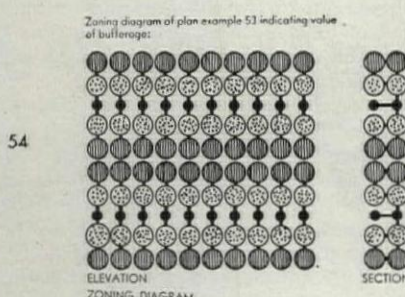 Zoning diagram of plan example 53 indicating value
of bufferage:
54
ELEVATION
SECTION
ZONING DIAGRAM